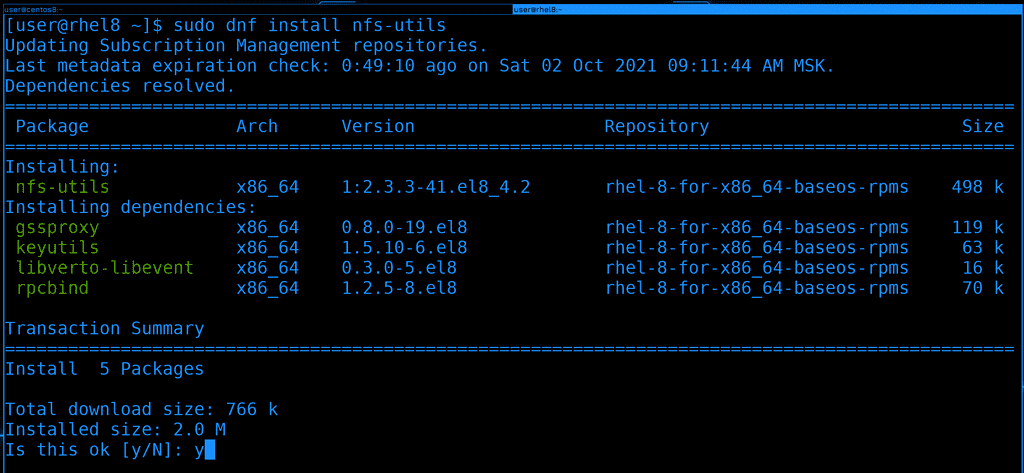 user@centos8:~ user@rhel8:~
[user@rhel8 ~]$ sudo dnf install nfs-utils
Updating Subscription Management repositories.
Last metadata expiration check: 0:49:10 ago on Sat 02 Oct 2021 09:11:44 AM MSK.
Dependencies resolved.
================================================================================================
Package Arch Version Repository Size
================================================================================================
Installing:
nfs-utils x86_64 1:2.3.3-41.el8_4.2 rhel-8-for-x86_64-baseos-rpms 498 k
Installing dependencies:
gssproxy x86_64 0.8.0-19.el8 rhel-8-for-x86_64-baseos-rpms 119 k
keyutils x86_64 1.5.10-6.el8 rhel-8-for-x86_64-baseos-rpms 63 k
libverto-libevent x86_64 0.3.0-5.el8 rhel-8-for-x86_64-baseos-rpms 16 k
rpcbind x86_64 1.2.5-8.el8 rhel-8-for-x86_64-baseos-rpms 70 k
Transaction Summary
================================================================================================
Install 5 Packages
Total download size: 766 k
Installed size: 2.0 M
Is this ok [y/N]: y